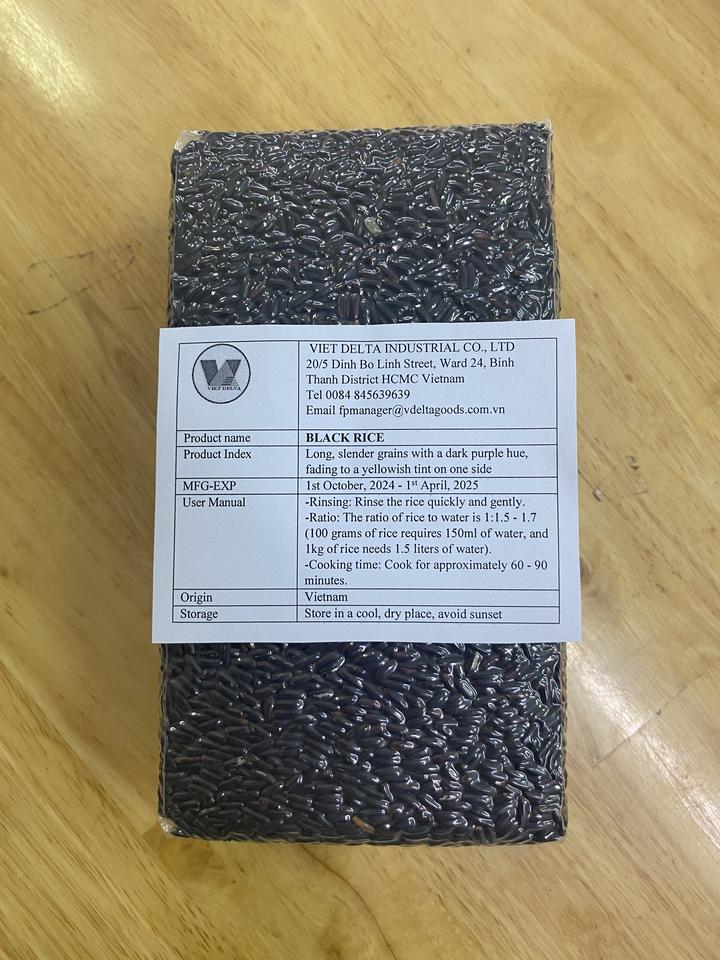 VIET DELTA
VIET DELTA INDUSTRIAL CO., LTD
20/5 Dinh Bo Linh Street, Ward 24, Binh
Thanh District HCMC Vietnam
Tel 0084 845639639
Email fpmanager@vdeltagoods.com.vn
Product name BLACK RICE
Product Index Long, slender grains with a dark purple hue,
fading to a yellowish tint on one side
MFG-EXP 1st October, 2024 - 1st April, 2025
User Manual -Rinsing: Rinse the rice quickly and gently.
-Ratio: The ratio of rice to water is 1:1.5 - 1.7
(100 grams of rice requires 150ml of water, and
1kg of rice needs 1.5 liters of water).
-Cooking time: Cook for approximately 60 - 90
minutes.
Origin Vietnam
Storage Store in a cool, dry place, avoid sunset